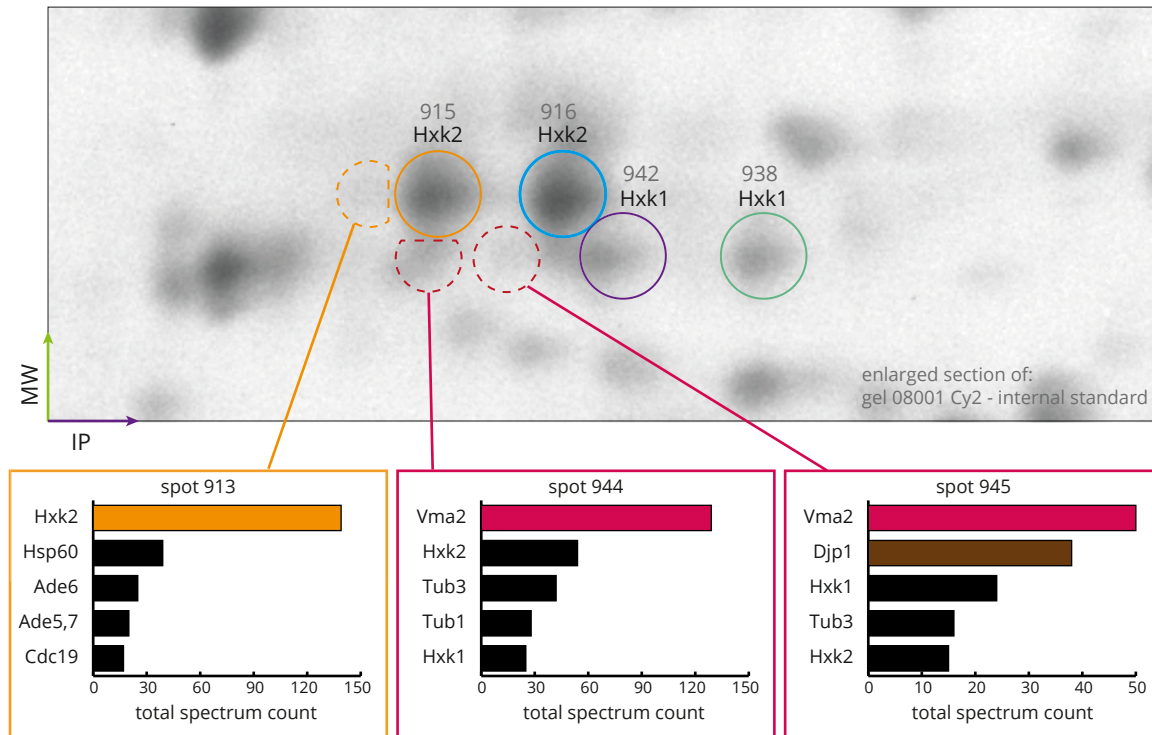 915
Hxk2
916
Hxk2
942
Hxk1
938
Hxk1
MW
IP
enlarged section of:
gel 08001 Cy2 - internal standard
spot 913
Hxk2
Hsp60
Ade6
Ade5,7
Cdc19
0 30 60 90 120 150
total spectrum count
spot 944
Vma2
Hxk2
Tub3
Tub1
Hxk1
0 30 60 90 120 150
total spectrum count
spot 945
Vma2
Djp1
Hxk1
Tub3
Hxk2
0 10 20 30 40 50
total spectrum count